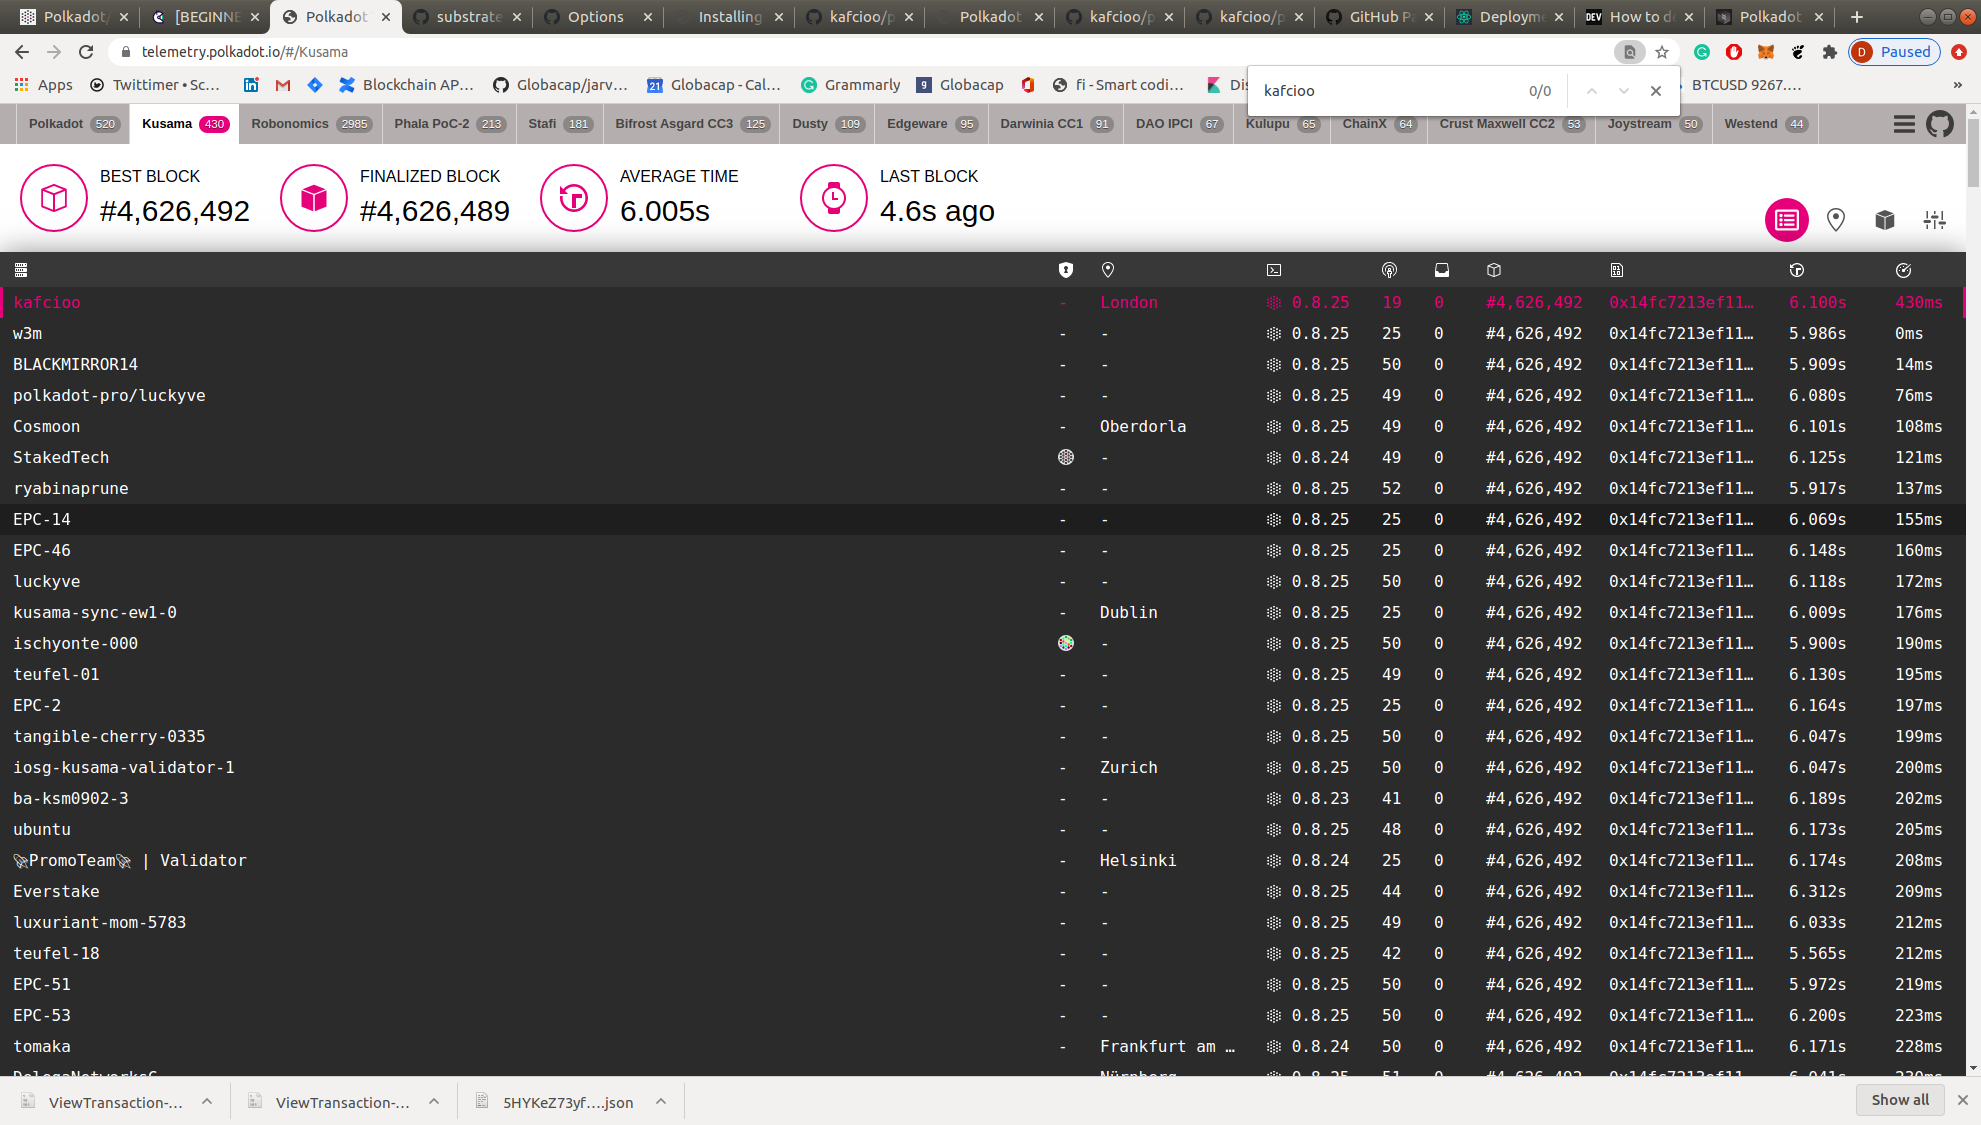 Polkadot/ [BEGINNE Polkadot substrate Options Installing kafcioo/p Polkadot kafcioo/p kafcioo/p GitHub Pa Deployme DEV How to d Polkadot
telemetry.polkadot.io/#/Kusama D Paused
Apps Twittimer • Sc... Blockchain AP... Globacap/jarv... 21 Globacap - Cal... Grammarly g Globacap fi - Smart codi... Dis BTCUSD 9267.... »
kafcioo 0/0
Polkadot 520 Kusama 430 Robonomics 2985 Phala PoC-2 213 Stafi 181 Bifrost Asgard CC3 125 Dusty 109 Edgeware 95 Darwinia CC1 91 DAO IPCI 67 Kulupu 65 ChainX 64 Crust Maxwell CC2 53 Joystream 50 Westend 44
BEST BLOCK FINALIZED BLOCK AVERAGE TIME LAST BLOCK
#4,626,492 #4,626,489 6.005s 4.6s ago
kafcioo - London 0.8.25 19 0 #4,626,492 0x14fc7213ef11… 6.100s 430ms
w3m - - 0.8.25 25 0 #4,626,492 0x14fc7213ef11… 5.986s 0ms
BLACKMIRROR14 - - 0.8.25 50 0 #4,626,492 0x14fc7213ef11… 5.909s 14ms
polkadot-pro/luckyve - - 0.8.25 49 0 #4,626,492 0x14fc7213ef11… 6.080s 76ms
Cosmoon - Oberdorla 0.8.25 49 0 #4,626,492 0x14fc7213ef11… 6.101s 108ms
StakedTech - 0.8.24 49 0 #4,626,492 0x14fc7213ef11… 6.125s 121ms
ryabinaprune - - 0.8.25 52 0 #4,626,492 0x14fc7213ef11… 5.917s 137ms
EPC-14 - - 0.8.25 25 0 #4,626,492 0x14fc7213ef11… 6.069s 155ms
EPC-46 - - 0.8.25 25 0 #4,626,492 0x14fc7213ef11… 6.148s 160ms
luckyve - - 0.8.25 50 0 #4,626,492 0x14fc7213ef11… 6.118s 172ms
kusama-sync-ew1-0 - Dublin 0.8.25 25 0 #4,626,492 0x14fc7213ef11… 6.009s 176ms
ischyonte-000 - 0.8.25 50 0 #4,626,492 0x14fc7213ef11… 5.900s 190ms
teufel-01 - - 0.8.25 49 0 #4,626,492 0x14fc7213ef11… 6.130s 195ms
EPC-2 - - 0.8.25 25 0 #4,626,492 0x14fc7213ef11… 6.164s 197ms
tangible-cherry-0335 - - 0.8.25 50 0 #4,626,492 0x14fc7213ef11… 6.047s 199ms
iosg-kusama-validator-1 - Zurich 0.8.25 50 0 #4,626,492 0x14fc7213ef11… 6.047s 200ms
ba-ksm0902-3 - - 0.8.23 41 0 #4,626,492 0x14fc7213ef11… 6.189s 202ms
ubuntu - - 0.8.25 48 0 #4,626,492 0x14fc7213ef11… 6.173s 205ms
🚀PromoTeam🚀 | Validator - Helsinki 0.8.24 25 0 #4,626,492 0x14fc7213ef11… 6.174s 208ms
Everstake - - 0.8.25 44 0 #4,626,492 0x14fc7213ef11… 6.312s 209ms
luxuriant-mom-5783 - - 0.8.25 49 0 #4,626,492 0x14fc7213ef11… 6.033s 212ms
teufel-18 - - 0.8.25 42 0 #4,626,492 0x14fc7213ef11… 5.565s 212ms
EPC-51 - - 0.8.25 50 0 #4,626,492 0x14fc7213ef11… 5.972s 219ms
EPC-53 - - 0.8.25 50 0 #4,626,492 0x14fc7213ef11… 6.200s 223ms
tomaka - Frankfurt am … 0.8.24 50 0 #4,626,492 0x14fc7213ef11… 6.171s 228ms
Nürnberg 0.8.25 51 0 #4,626,492 0x14fc7213ef11… 6.041s 230ms
ViewTransaction-.... ViewTransaction-.... 5HYKeZ73yf....json Show all